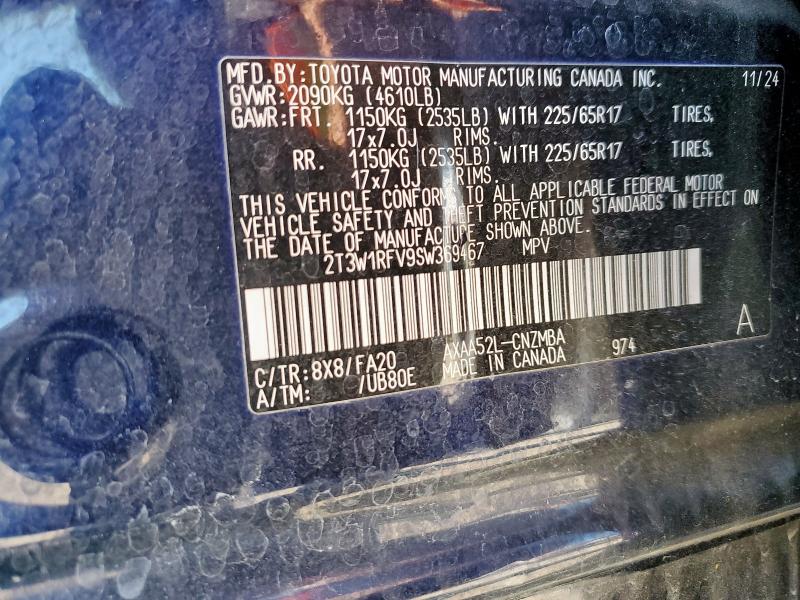 MFD.BY:TOYOTA MOTOR MANUFACTURING CANADA INC. 11/24
GVWR:2090KG (4610LB)
GAWR:FRT. 1150KG (2535LB) WITH 225/65R17 TIRES,
17x7.0J RIMS.
RR. 1150KG (2535LB) WITH 225/65R17 TIRES,
17x7.0J RIMS.
THIS VEHICLE CONFORMS TO ALL APPLICABLE FEDERAL MOTOR
VEHICLE SAFETY AND THEFT PREVENTION STANDARDS IN EFFECT ON
THE DATE OF MANUFACTURE SHOWN ABOVE.
2T3W1RFV9SW369467 MPV
A
C/TR:8X8/FA20 AXAA52L-CNZMBA 974
A/TM: /UB80E MADE IN CANADA